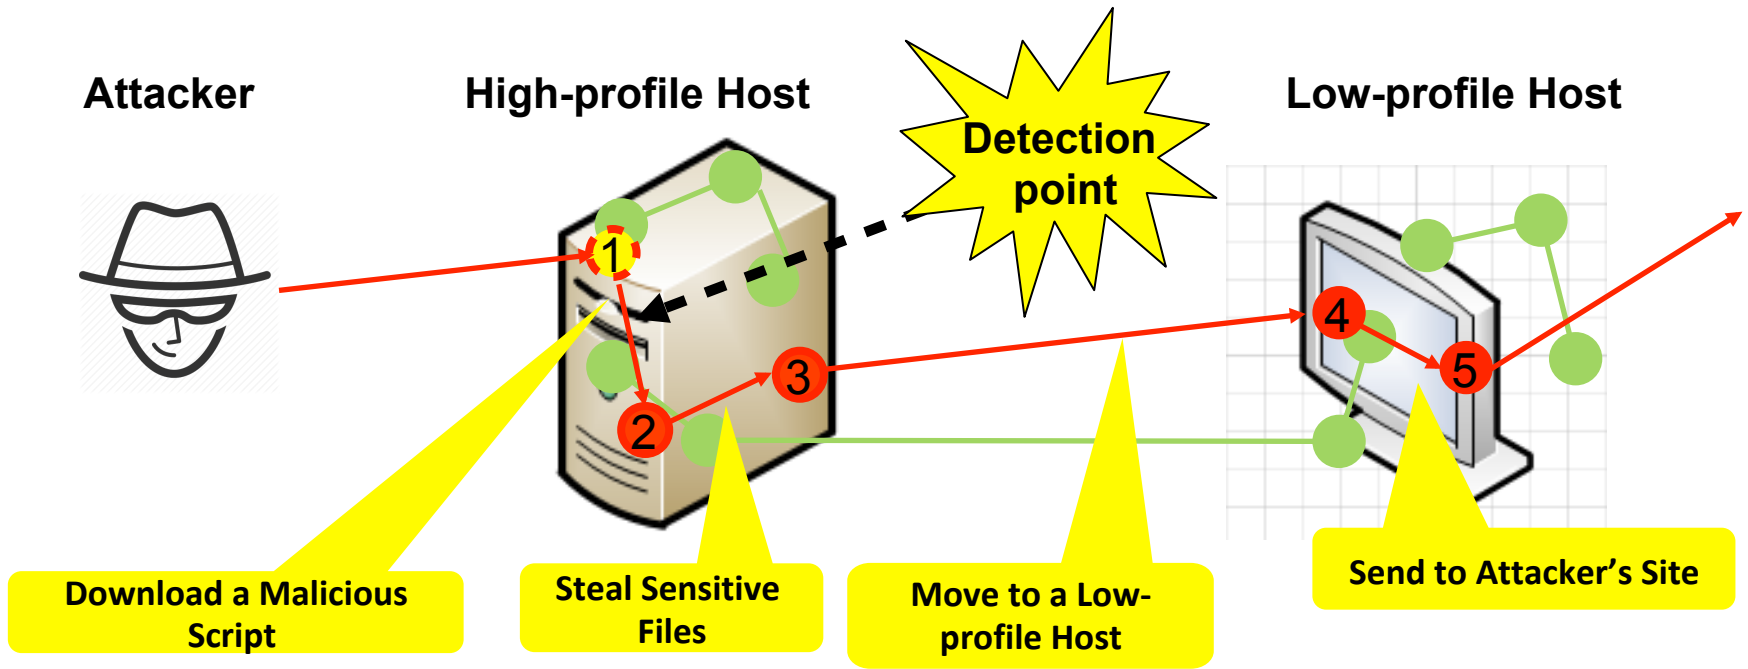 Attacker
High-profile Host
Detection
point
Low-profile Host
1
2
3
4
5
Download a Malicious
Script
Steal Sensitive
Files
Move to a Low-
profile Host
Send to Attacker’s Site